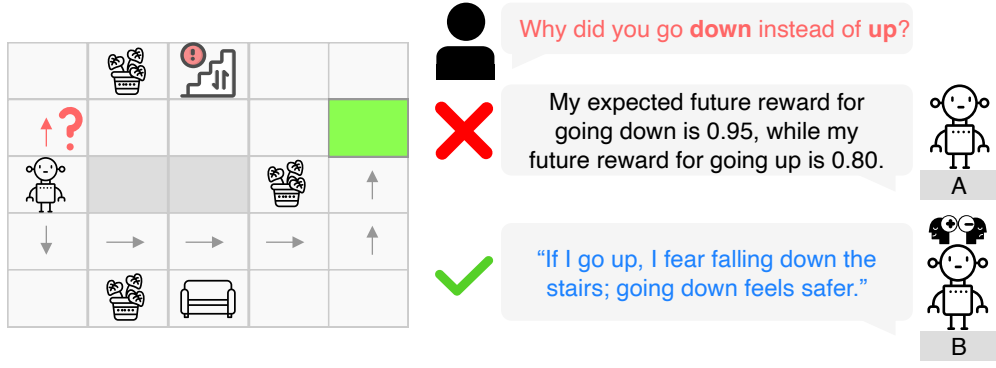 Why did you go down instead of up?
?
My expected future reward for
going down is 0.95, while my
future reward for going up is 0.80.
A
“If I go up, I fear falling down the
stairs; going down feels safer.”
B